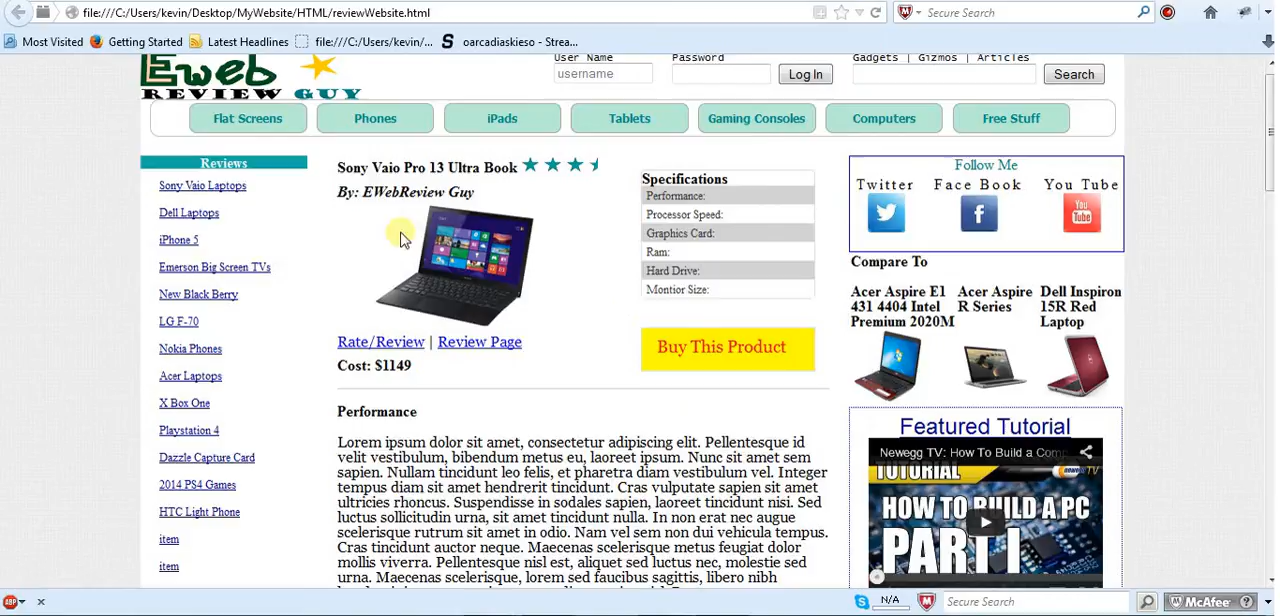 file:///C:/Users/kevin/Desktop/MyWebsite/HTML/reviewWebsite.html
Secure Search
Most Visited
Getting Started
Latest Headlines
file:///C:/Users/kevin/...
oarcadiaskieso - Strea...
Eweb
REVIEW GUY
User Name
Password
username
Log In
Gadgets | Gizmos | Articles
Search
Flat Screens
Phones
iPads
Tablets
Gaming Consoles
Computers
Free Stuff
Reviews
Sony Vaio Laptops
Dell Laptops
iPhone 5
Emerson Big Screen TVs
New Black Berry
LG F-70
Nokia Phones
Acer Laptops
X Box One
Playstation 4
Dazzle Capture Card
2014 PS4 Games
HTC Light Phone
item
item
Sony Vaio Pro 13 Ultra Book
By: EWebReview Guy
Rate/Review | Review Page
Cost: $1149
Specifications
Performance:
Processor Speed:
Graphics Card:
Ram:
Hard Drive:
Montior Size:
Buy This Product
Performance
Lorem ipsum dolor sit amet, consectetur adipiscing elit. Pellentesque id
velit vestibulum, bibendum metus eu, laoreet ipsum. Nunc sit amet
sapien. Nullam tincidunt leo felis, et pharetra diam vestibulum vel. Integer
tempus diam sit amet hendrerit tincidunt. Cras vulputate sapien sit amet
ultricies rhoncus. Suspendisse in sodales sapien, laoreet tincidunt nisi. Sed
luctus sollicitudin urna, sit amet tincidunt nulla. In non erat nec augue
scelerisque rutrum sit amet in odio. Nam vel sem non dui vehicula tempus.
Cras tincidunt auctor neque. Maecenas scelerisque metus feugiat dolor
mollis viverra. Pellentesque nisl est, aliquet commodo nec, molestie sed
urna. Maecenas scelerisque, lorem sed faucibus sagittis, libero nibh
Follow Me
Twitter
Face Book
You Tube
You
Tube
Compare To
Acer Aspire E1
431 4404 Intel
Premium 2020M
Acer Aspire
R Series
Dell Inspiron
15R Red
Laptop
Featured Tutorial
Newegg TV: How To Build a Comp
TUTORIAL
HOW TO BUILD A PC
PART I
ABP
N/A
Secure Search
McAfee